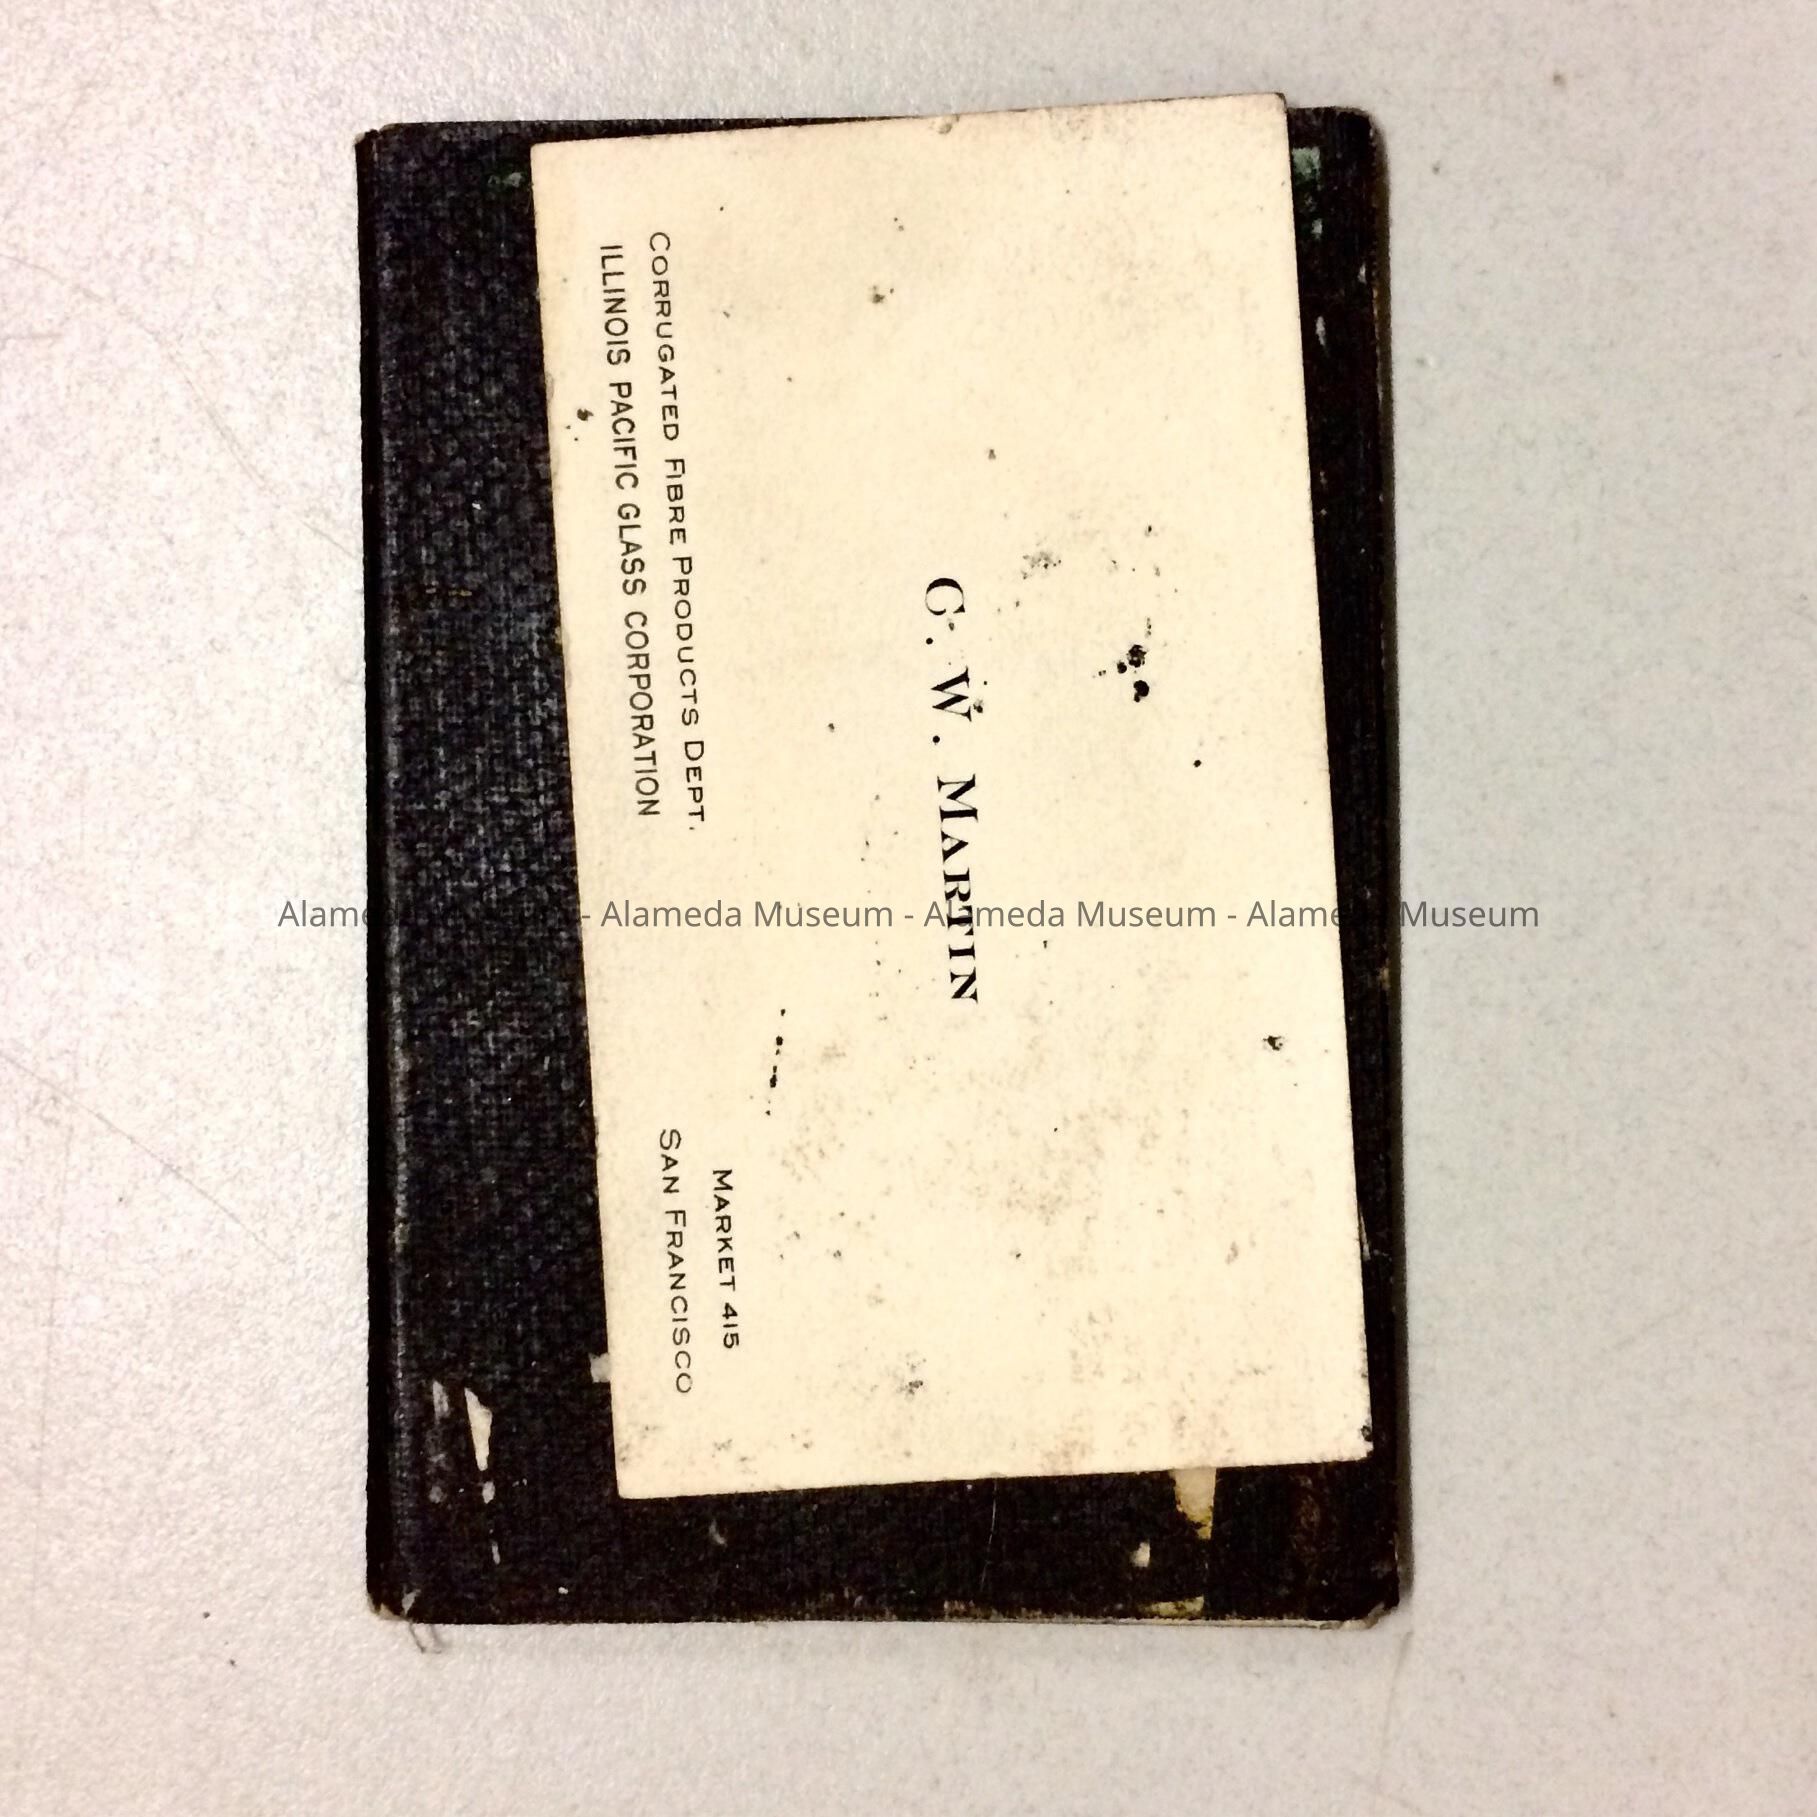 G. W. MARTIN
CORRUGATED FIBRE PRODUCTS DEPT.
ILLINOIS PACIFIC GLASS CORPORATION
MARKET 415
SAN FRANCISCO
Alameda Museum - Alameda Museum - Alameda Museum - Alameda Museum